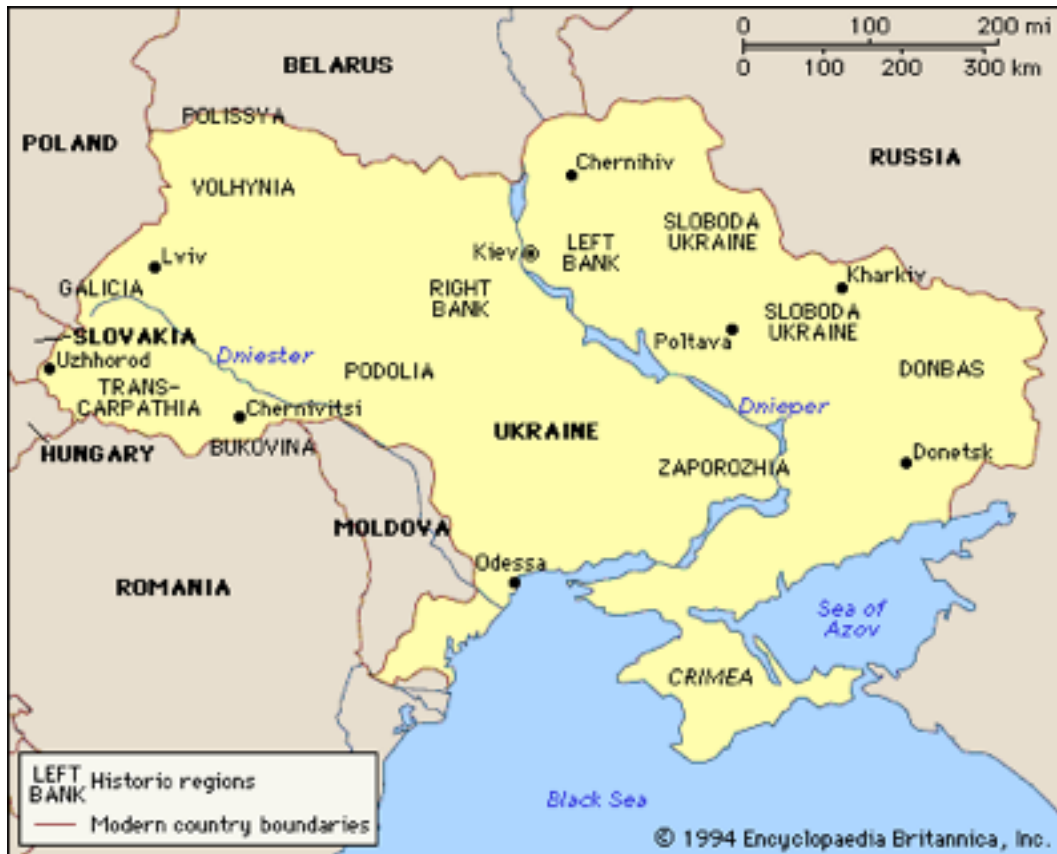 100 200 mi
0
0 100 200 300 km
BELARUS
POLISSYA
POLAND
RUSSIA
Chernihiv
VOLHYNIA
SLOBODA
UKRAINE
Kiev
LEFT
BANK
Lviv
Kharkiv
GALICIA
RIGHT
BANK
SLOBODA
UKRAINE
SLOVAKIA
Poltava
Uzhhorod
Dniester
PODOLIA
DONBAS
TRANS-
CARPATHIA
Chernivitsi
Dnieper
UKRAINE
BUKOVINA
HUNGARY
Donetsk
ZAPOROZHIA
MOLDOVA
Odessa
ROMANIA
Sea of
Azov
CRIMEA
LEFT
BANK
Historic regions
Modern country boundaries
Black Sea
© 1994 Encyclopaedia Britannica, Inc.